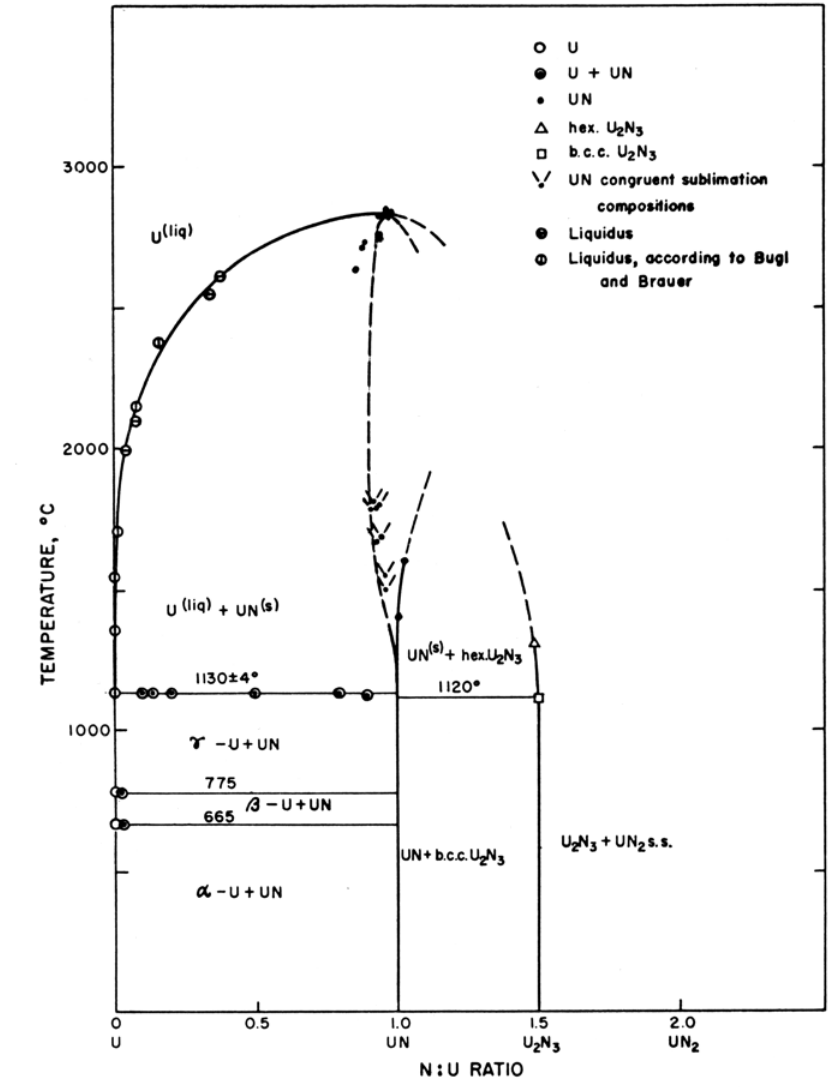 U
U + UN
UN
hex. U₂N₃
b.c.c. U₂N₃
UN congruent sublimation
compositions
Liquidus
Liquidus, according to Bugl
and Brauer
3000
U(liq)
2000
TEMPERATURE, °C
U(liq) + UN(s)
UN(s) + hex.U₂N₃
1130±4°
1120°
1000
γ -U + UN
775
β - U + UN
665
UN + b.c.c. U₂N₃
U₂N₃ + UN₂ s.s.
α - U + UN
0
0.5
1.0
1.5
2.0
U
UN
U₂N₃
UN₂
N:U RATIO